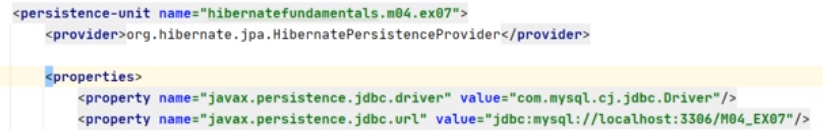 <persistence-unit name="hibernatefundamentals.m04.ex07">
<provider>org.hibernate.jpa.HibernatePersistenceProvider</provider>
<properties>
<property name="javax.persistence.jdbc.driver" value="com.mysql.cj.jdbc.Driver"/>
<property name="javax.persistence.jdbc.url" value="jdbc:mysql://localhost:3306/M04_EX07"/>